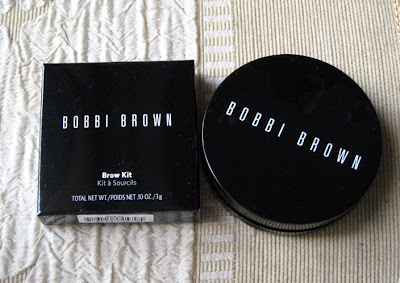 BOBBI BROWN
Brow Kit
Kit à Sourcils
TOTAL NET WT./POIDS NET .10 OZ./3g
BOBBI BROWN